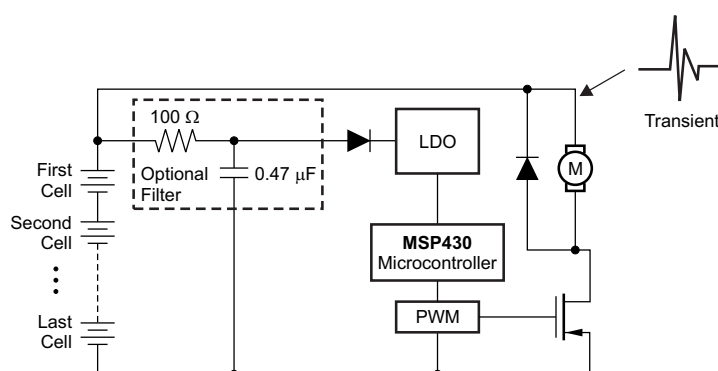 Transient
100 Ω
Optional
Filter
0.47 μF
LDO
M
First
Cell
Second
Cell
MSP430
Microcontroller
PWM
Last
Cell